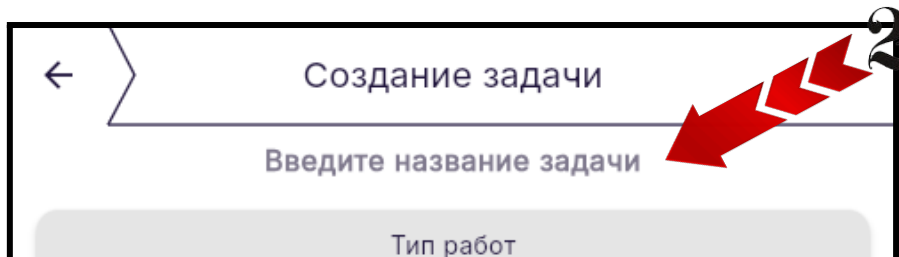 2
Создание задачи
Введите название задачи
Тип работ